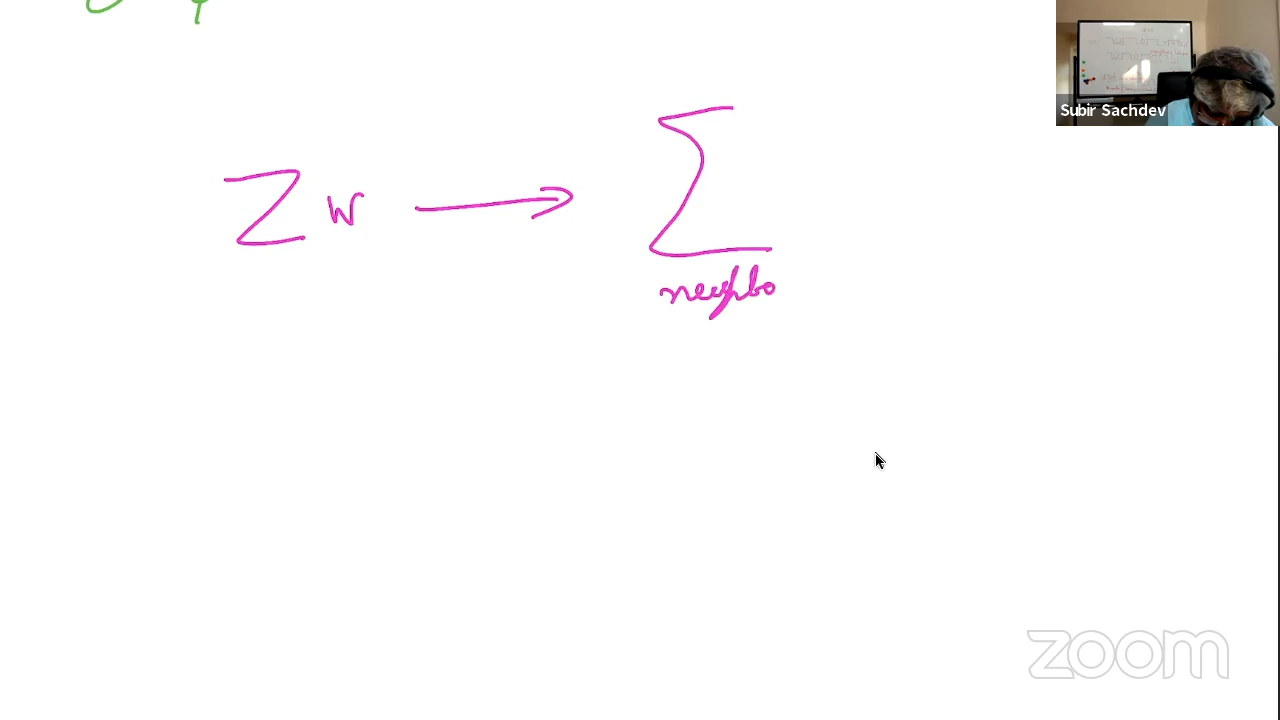 Subir Sachdev
Z w ⟶ ∑
neighbo
zoom